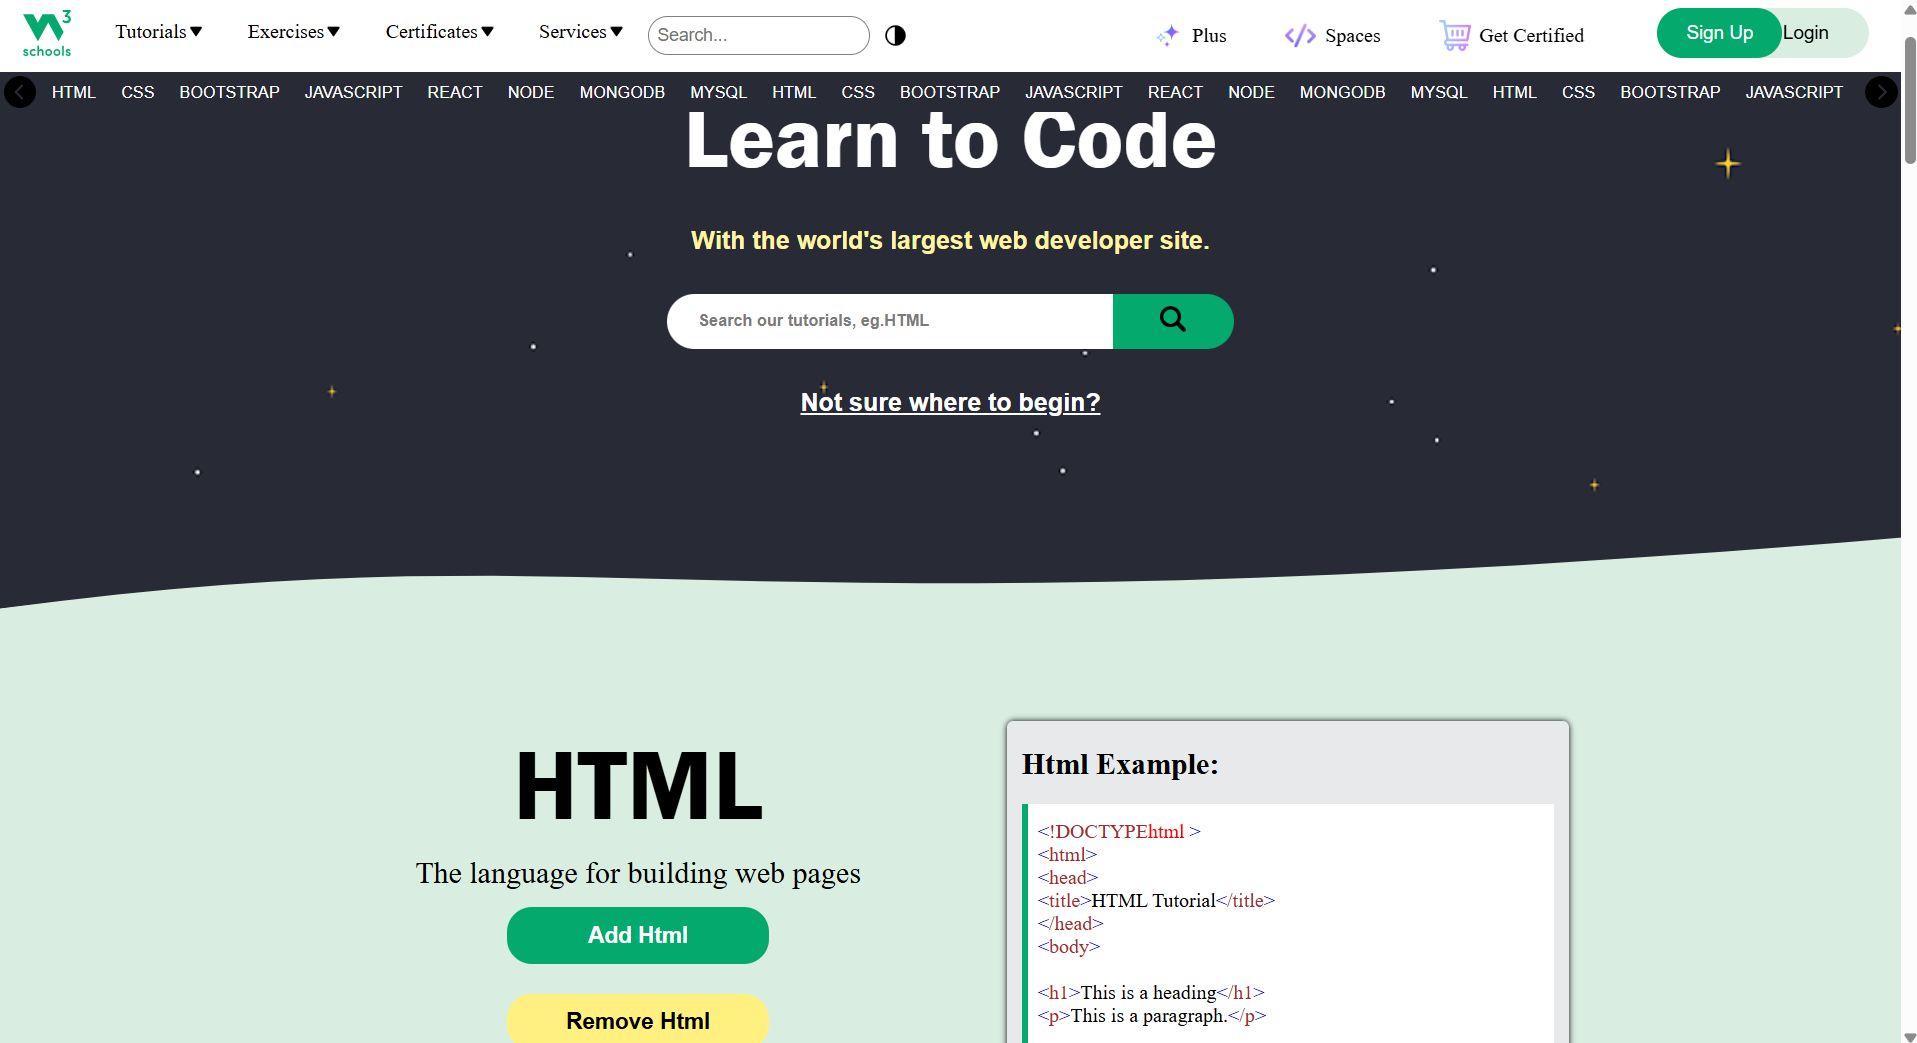 3
schools
Tutorials▼ Exercises▼ Certificates▼ Services▼ Search... Plus Spaces Get Certified Sign Up Login
HTML CSS BOOTSTRAP JAVASCRIPT REACT NODE MONGODB MYSQL HTML CSS BOOTSTRAP JAVASCRIPT REACT NODE MONGODB MYSQL HTML CSS BOOTSTRAP JAVASCRIPT
Learn to Code
With the world's largest web developer site.
Search our tutorials, eg.HTML
Not sure where to begin?
HTML
The language for building web pages
Add Html
Remove Html
Html Example:
<!DOCTYPEhtml >
<html>
<head>
<title>HTML Tutorial</title>
</head>
<body>
<h1>This is a heading</h1>
<p>This is a paragraph.</p>